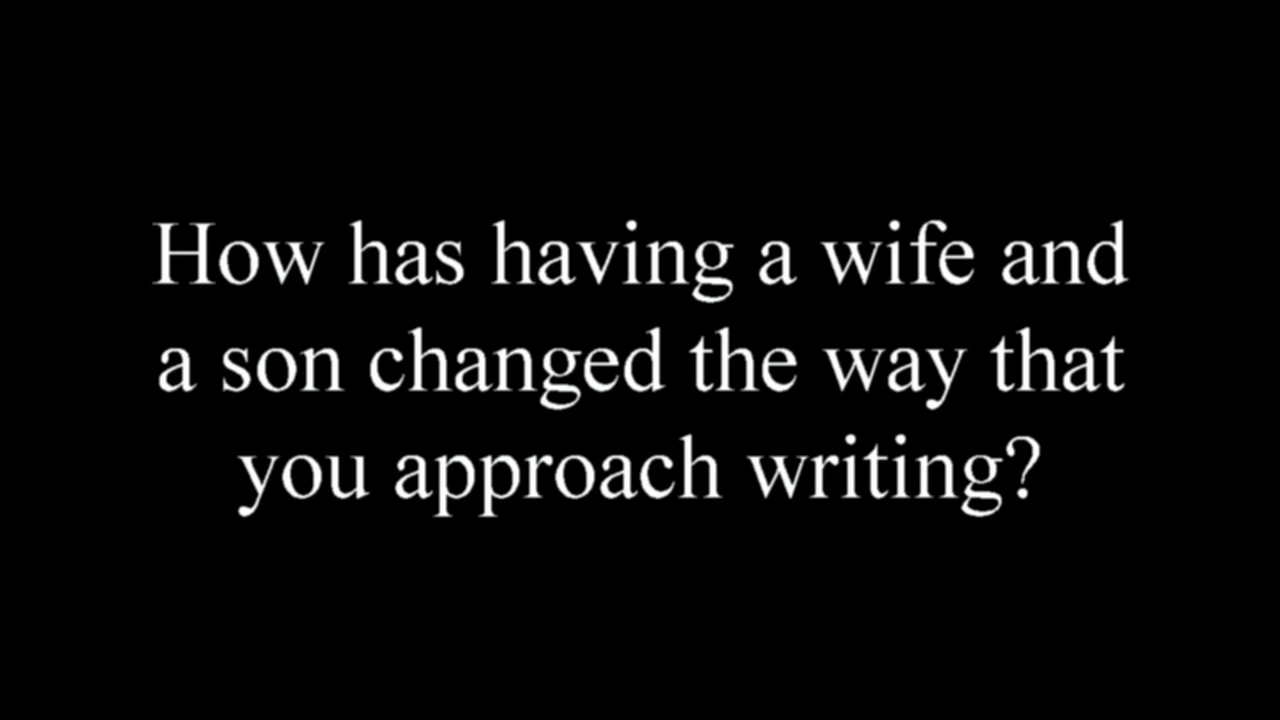 How has having a wife and
a son changed the way that
you approach writing?